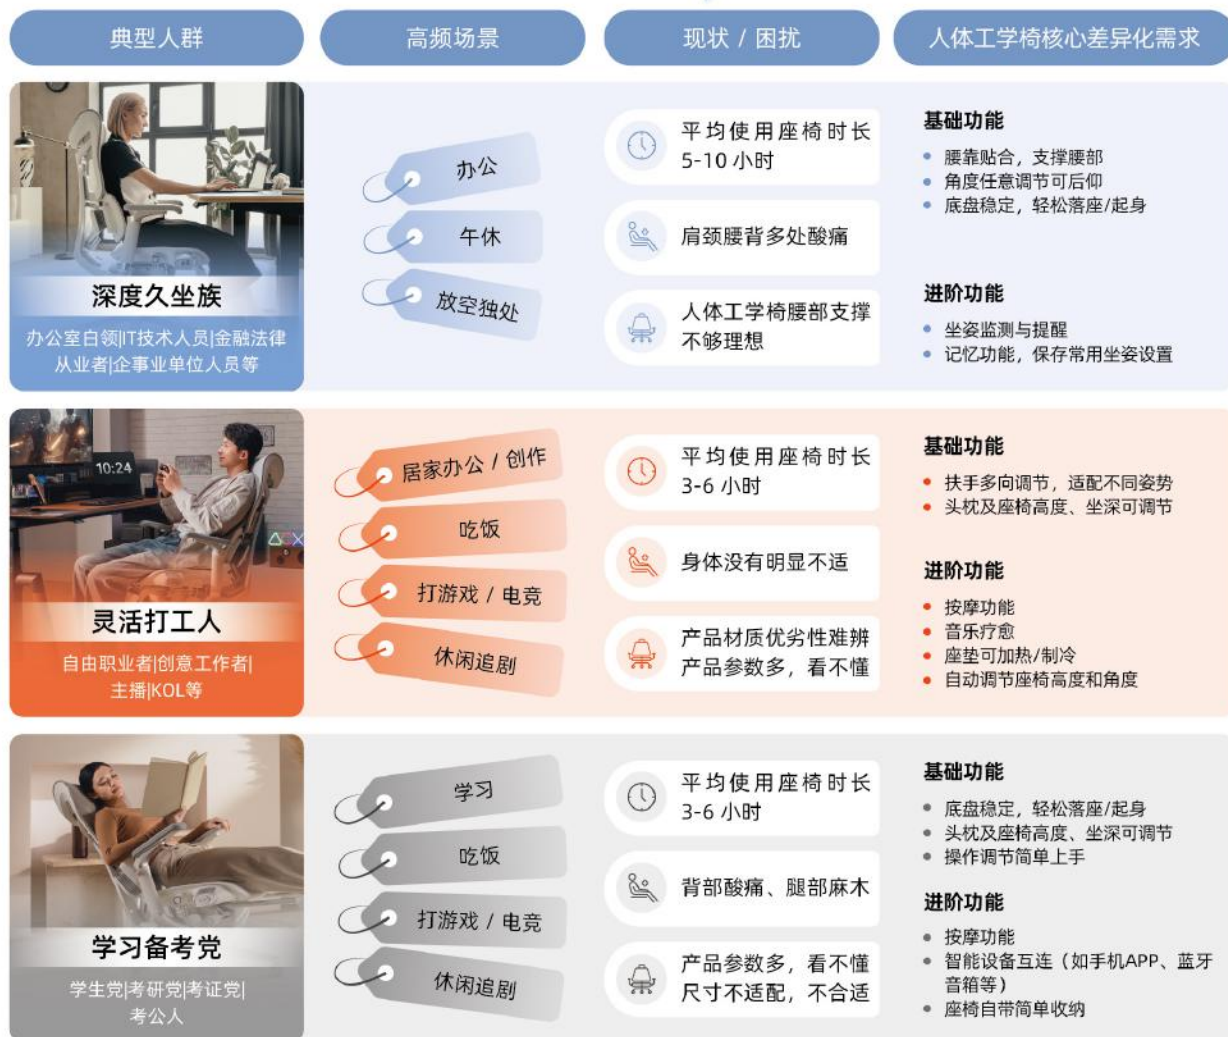 典型人群
高频场景
现状 / 困扰
人体工学椅核心差异化需求
深度久坐族
办公室白领|IT技术人员|金融法律
从业者|企事业单位人员等
办公
午休
放空独处
平均使用座椅时长
5-10 小时
肩颈腰背多处酸痛
人体工学椅腰部支撑
不够理想
基础功能
腰靠贴合，支撑腰部
角度任意调节可后仰
底盘稳定，轻松落座/起身
进阶功能
坐姿监测与提醒
记忆功能，保存常用坐姿设置
10:24
灵活打工人
自由职业者|创意工作者|
主播|KOL等
居家办公 / 创作
吃饭
打游戏 / 电竞
休闲追剧
平均使用座椅时长
3-6 小时
身体没有明显不适
产品材质优劣性难辨
产品参数多，看不懂
基础功能
扶手多向调节，适配不同姿势
头枕及座椅高度、坐深可调节
进阶功能
按摩功能
音乐疗愈
座垫可加热/制冷
自动调节座椅高度和角度
学习备考党
学生党|考研党|考证党|
考公人
学习
吃饭
打游戏 / 电竞
休闲追剧
平均使用座椅时长
3-6 小时
背部酸痛、腿部麻木
产品参数多，看不懂
尺寸不适配，不合适
基础功能
底盘稳定，轻松落座/起身
头枕及座椅高度、坐深可调节
操作调节简单上手
进阶功能
按摩功能
智能设备互连（如手机APP、蓝牙
音箱等）
座椅自带简单收纳